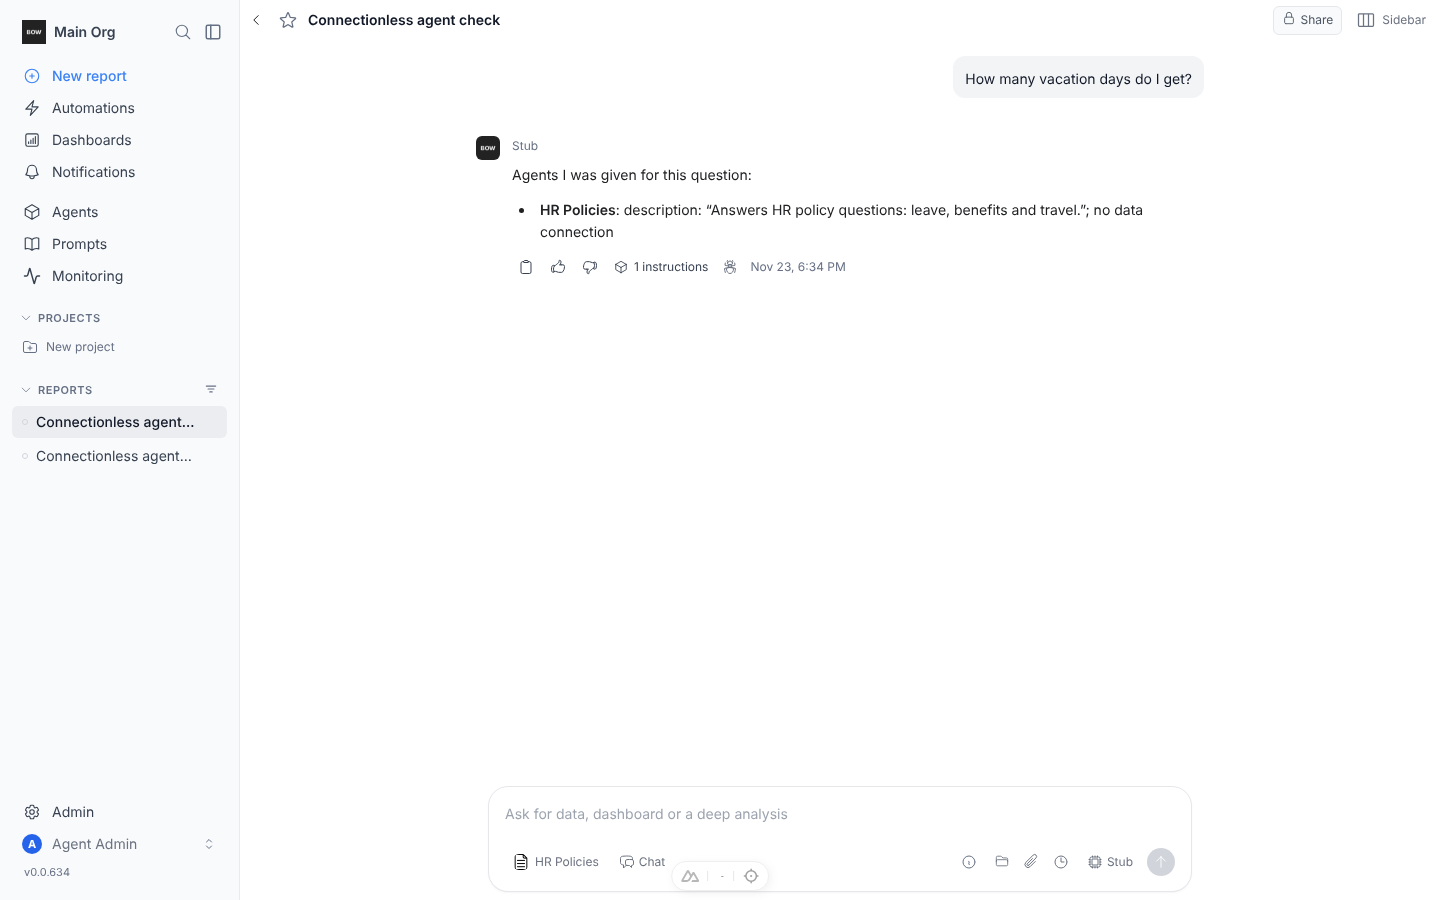 BOW
Main Org
New report
Automations
Dashboards
Notifications
Agents
Prompts
Monitoring
PROJECTS
New project
REPORTS
Connectionless agent...
Connectionless agent...
Admin
A
Agent Admin
v0.0.634
Connectionless agent check
Share
Sidebar
How many vacation days do I get?
BOW
Stub
Agents I was given for this question:
• HR Policies: description: “Answers HR policy questions: leave, benefits and travel.”; no data
connection
1 instructions
Nov 23, 6:34 PM
Ask for data, dashboard or a deep analysis
HR Policies
Chat
-
Stub